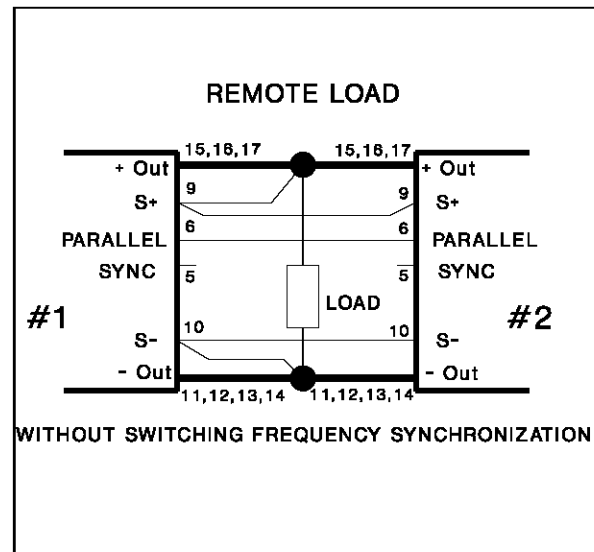 REMOTE LOAD
15,16,17 15,16,17
+ Out + Out
9 9
S+ S+
6 6
PARALLEL PARALLEL
SYNC 5 5 SYNC
LOAD
#1 #2
10 10
S- S-
- Out - Out
11,12,13,14 11,12,13,14
WITHOUT SWITCHING FREQUENCY SYNCHRONIZATION